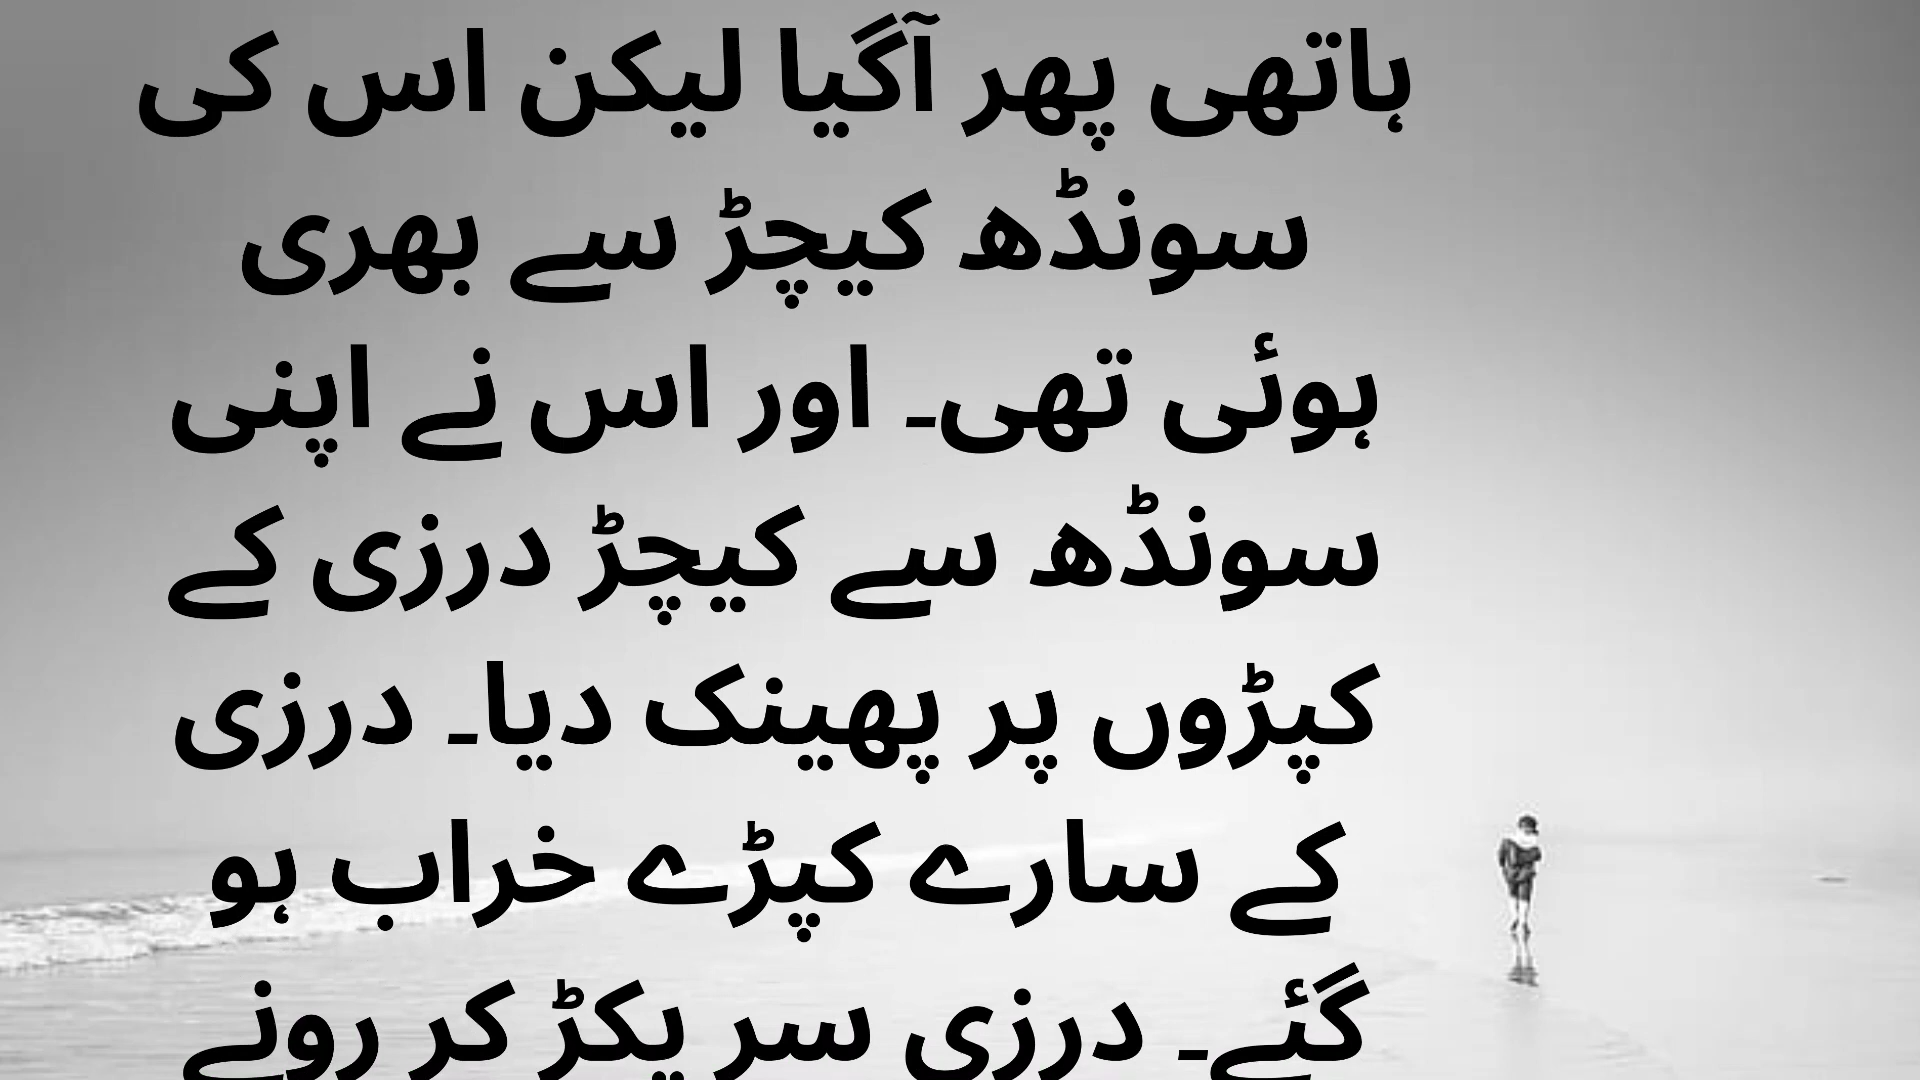 ہاتھی پھر آگیا لیکن اس کی
سونڈھ کیچڑ سے بھری
ہوئی تھی۔ اور اس نے اپنی
سونڈھ سے کیچڑ درزی کے
کپڑوں پر پھینک دیا۔ درزی
کے سارے کپڑے خراب ہو
گئے۔ درزی سر پکڑ کر رونے